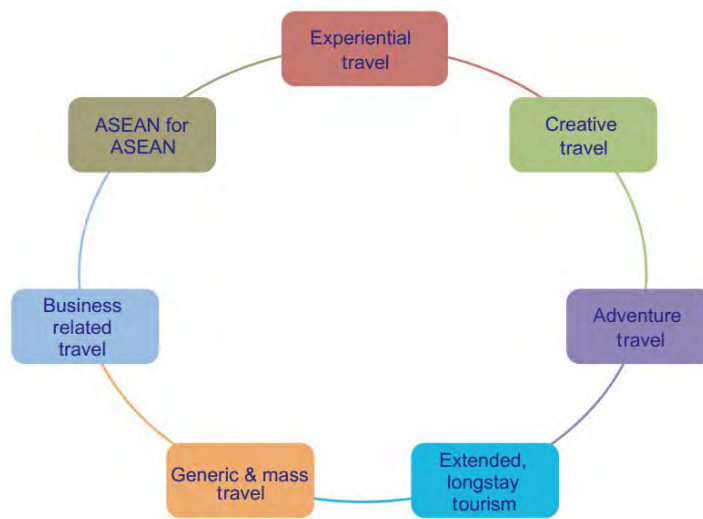 Experiential
travel
Creative
travel
Adventure
travel
Extended,
longstay
tourism
Generic & mass
travel
Business
related
travel
ASEAN for
ASEAN